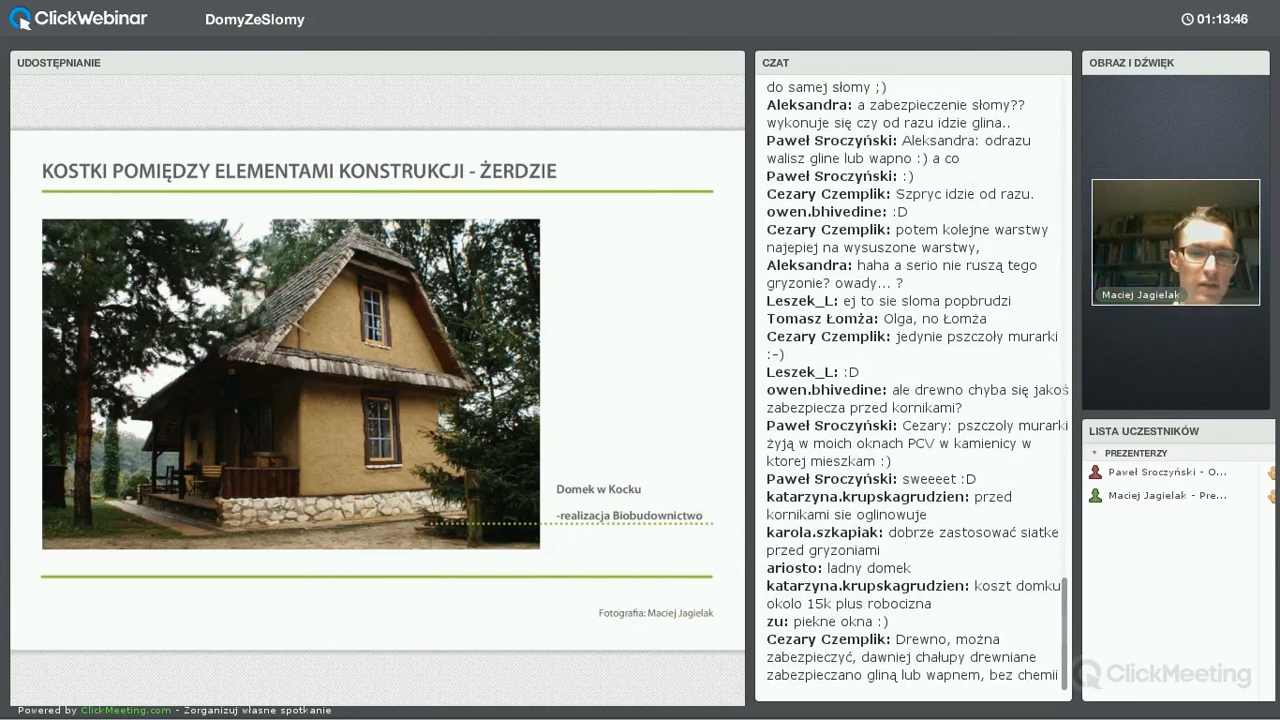 ClickWebinar
DomyZeSlomy
01:13:46
UDOSTĘPNIANIE
KOSTKI POMIĘDZY ELEMENTAMI KONSTRUKCJI - ŻERDZIE
Domek w Kocku
-realizacja Biobudownictwo
Fotografia: Maciej Jagielak
CZAT
do samej słomy ;)
Aleksandra: a zabezpieczenie słomy??
wykonuje się czy od razu idzie glina..
Paweł Sroczyński: Aleksandra: odrazu
walisz gline lub wapno :) a co
Paweł Sroczyński: :)
Cezary Czemplik: Szpryc idzie od razu.
owen.bhivedine: :D
Cezary Czemplik: potem kolejne warstwy
najepiej na wysuszone warstwy,
Aleksandra: haha a serio nie ruszą tego
gryzonie? owady... ?
Leszek_L: ej to sie sloma popbrudzi
Tomasz Łomża: Olga, no Łomża
Cezary Czemplik: jedynie pszczoły murarki
:-)
Leszek_L: :D
owen.bhivedine: ale drewno chyba się jakoś
zabezpiecza przed kornikami?
Paweł Sroczyński: Cezary: pszczoly murarki
żyją w moich oknach PCV w kamienicy w
ktorej mieszkam :)
Paweł Sroczyński: sweeeet :D
katarzyna.krupskagrudzien: przed
kornikami sie oglinowuje
karola.szkapiak: dobrze zastosować siatke
przed gryzoniami
ariosto: ladny domek
katarzyna.krupskagrudzien: koszt domku
okolo 15k plus robocizna
zu: piekne okna :)
Cezary Czemplik: Drewno, można
zabezpieczyć, dawniej chałupy drewniane
zabezpieczano gliną lub wapnem, bez chemii
OBRAZ I DŹWIĘK
Maciej Jagielak
LISTA UCZESTNIKÓW
PREZENTERZY
Paweł Sroczyński - O...
Maciej Jagielak - Pre...
ClickMeeting
Powered by ClickMeeting.com - Zorganizuj własne spotkanie